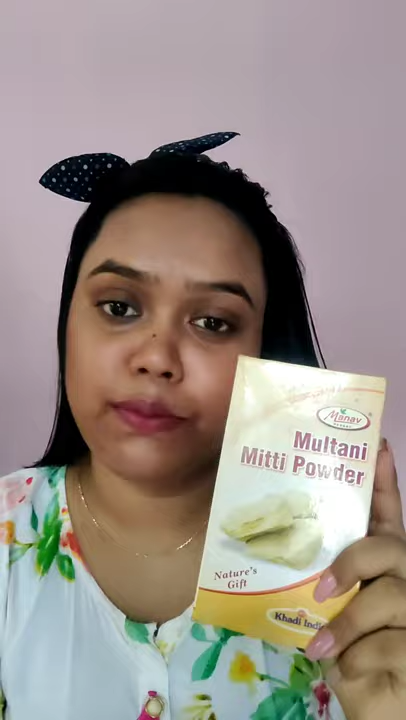 Manav
Multani
Mitti Powder
Nature's
Gift
Khadi India